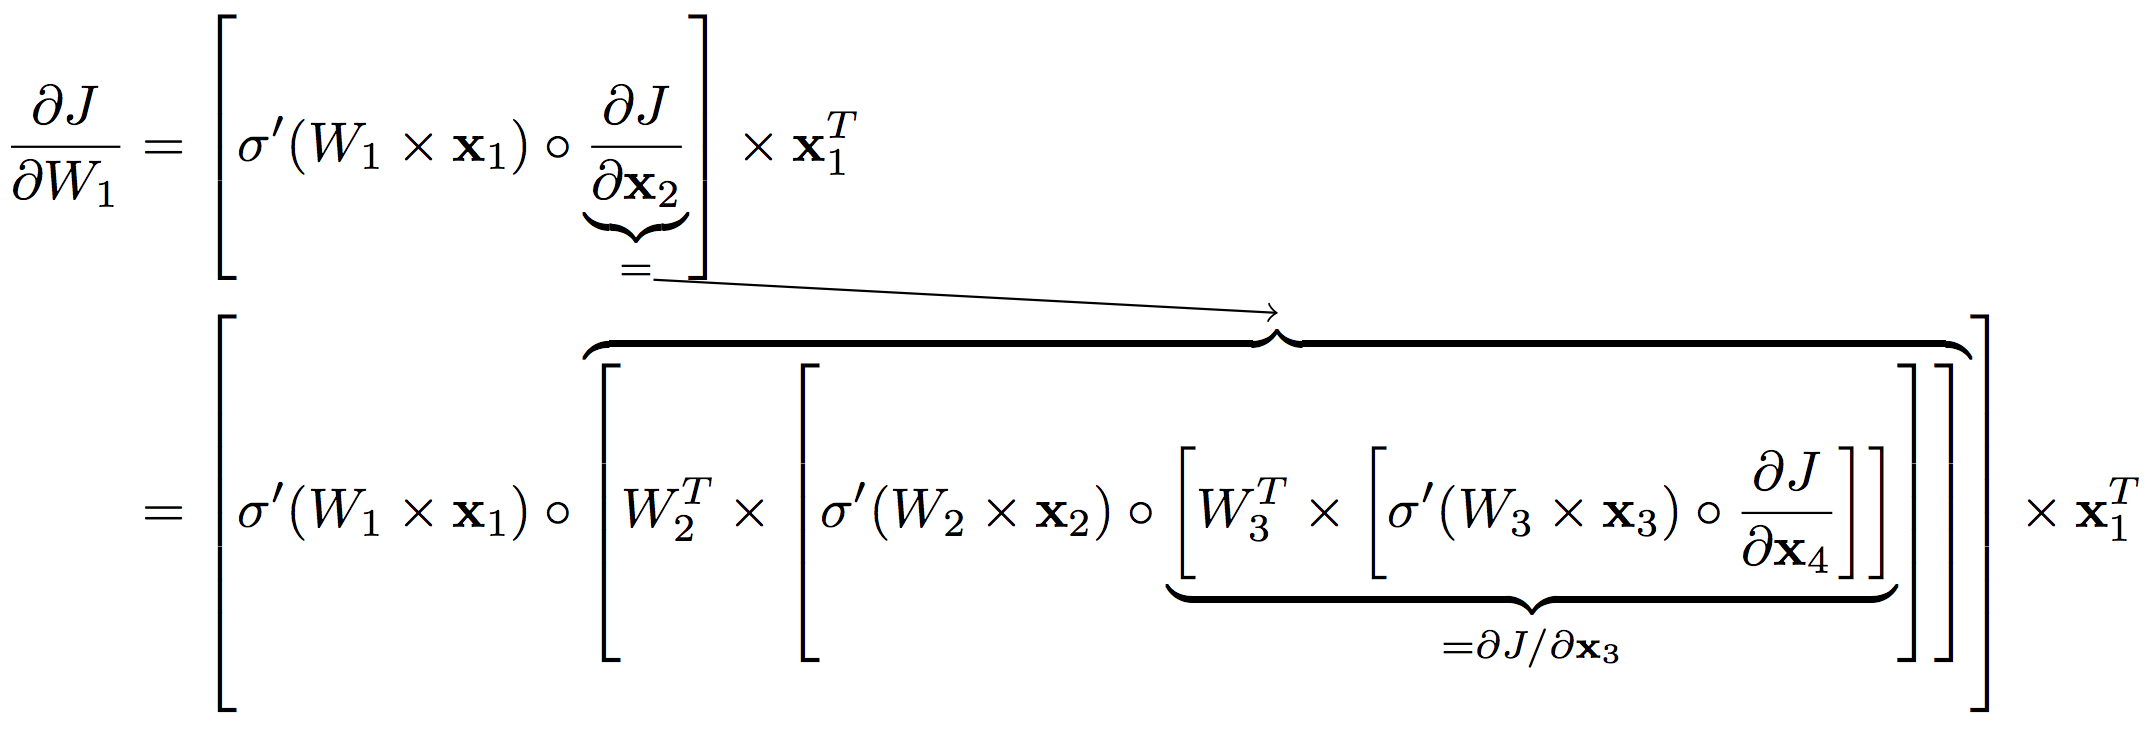 ∂J/∂W₁ = [σ′(W₁ × 𝐱₁) ∘ ∂J/∂𝐱₂] × 𝐱₁ᵀ
=
= [σ′(W₁ × 𝐱₁) ∘ [W₂ᵀ × [σ′(W₂ × 𝐱₂) ∘ [W₃ᵀ × [σ′(W₃ × 𝐱₃) ∘ ∂J/∂𝐱₄]]]]] × 𝐱₁ᵀ
=∂J/∂𝐱₃